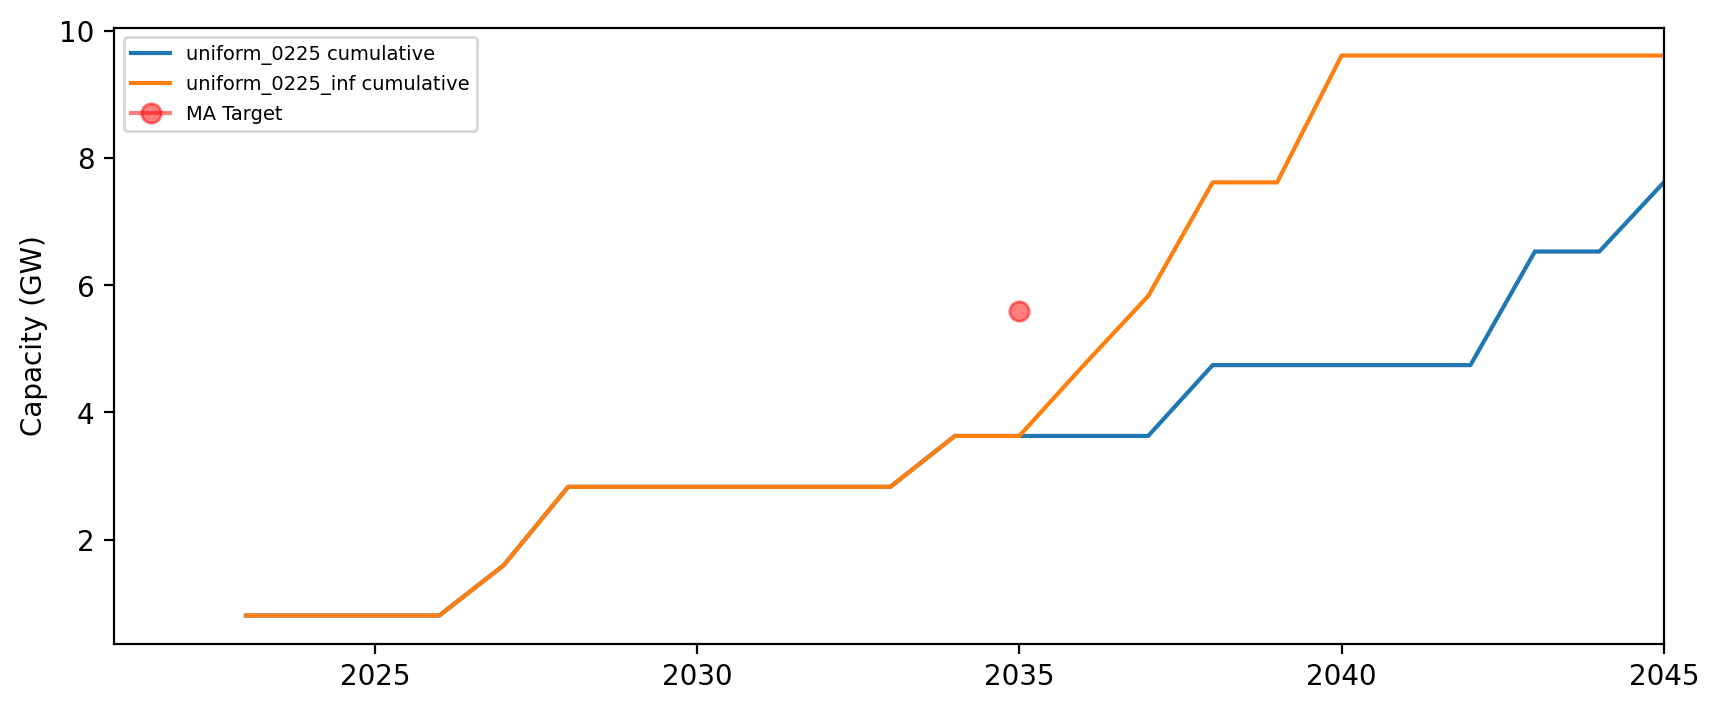 uniform_0225 cumulative
uniform_0225_inf cumulative
MA Target
Capacity (GW)
10
8
6
4
2
2025 2030 2035 2040 2045